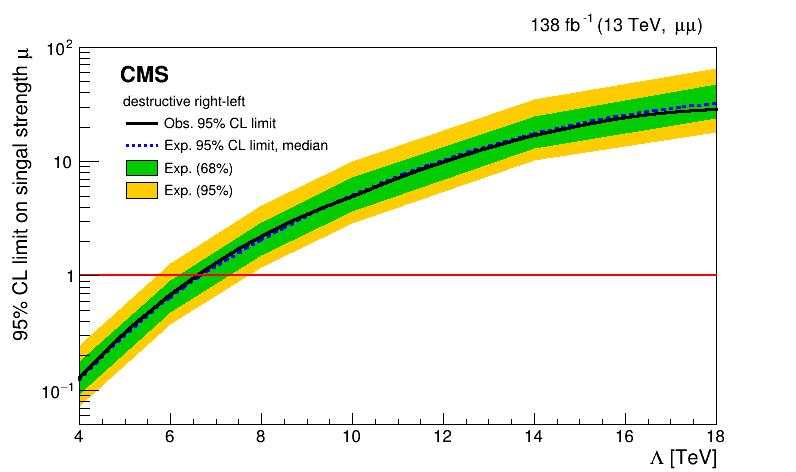 138 fb⁻¹ (13 TeV, μμ)
95% CL limit on singal strength μ
10²
10
1
10⁻¹
CMS
destructive right-left
Obs. 95% CL limit
Exp. 95% CL limit, median
Exp. (68%)
Exp. (95%)
4 6 8 10 12 14 16 18
Λ [TeV]